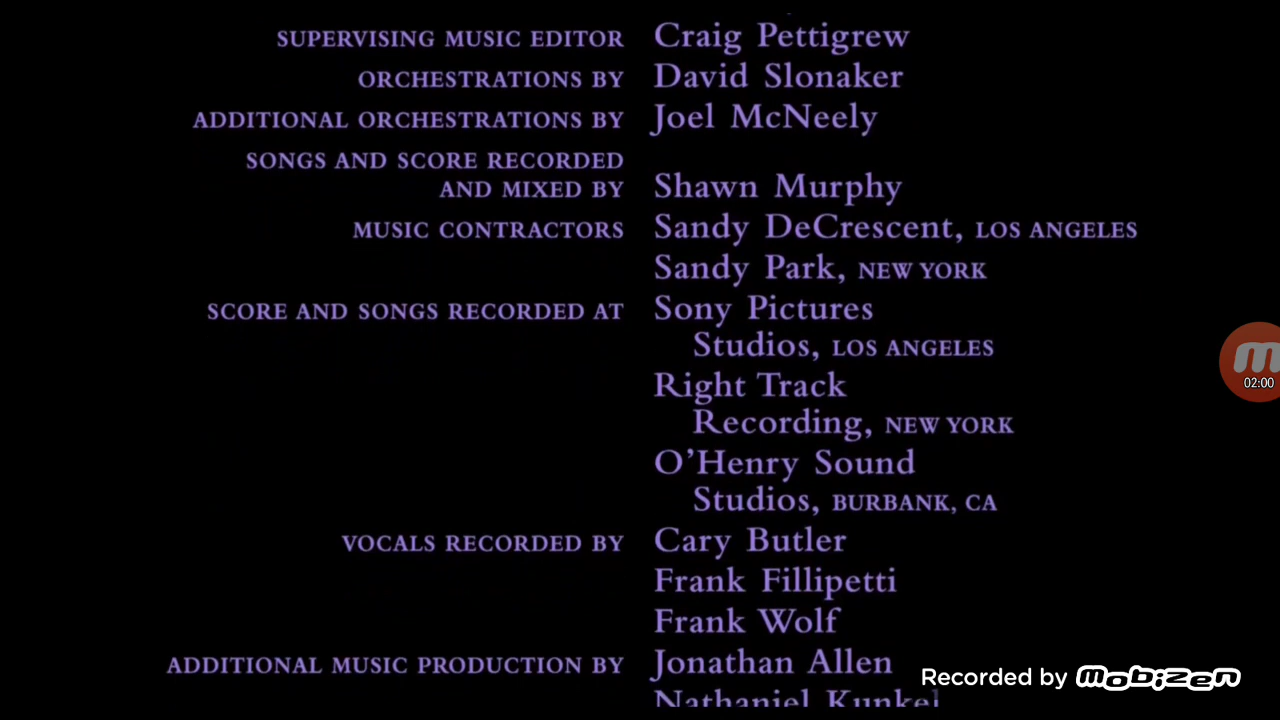 SUPERVISING MUSIC EDITOR Craig Pettigrew
ORCHESTRATIONS BY David Slonaker
ADDITIONAL ORCHESTRATIONS BY Joel McNeely
SONGS AND SCORE RECORDED
AND MIXED BY Shawn Murphy
MUSIC CONTRACTORS Sandy DeCrescent, LOS ANGELES
Sandy Park, NEW YORK
SCORE AND SONGS RECORDED AT Sony Pictures
Studios, LOS ANGELES
Right Track
Recording, NEW YORK
O'Henry Sound
Studios, BURBANK, CA
VOCALS RECORDED BY Cary Butler
Frank Fillipetti
Frank Wolf
ADDITIONAL MUSIC PRODUCTION BY Jonathan Allen
Nathaniel Kunkel
m
02:00
Recorded by mobizen